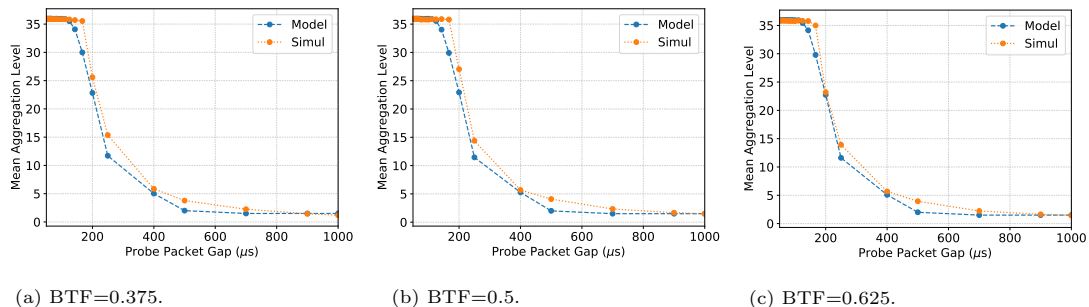 35
30
25
20
15
10
5
0
Mean Aggregation Level
200 400 600 800 1000
Probe Packet Gap (μs)
Model
Simul
(a) BTF=0.375.
35
30
25
20
15
10
5
0
Mean Aggregation Level
200 400 600 800 1000
Probe Packet Gap (μs)
Model
Simul
(b) BTF=0.5.
35
30
25
20
15
10
5
0
Mean Aggregation Level
200 400 600 800 1000
Probe Packet Gap (μs)
Model
Simul
(c) BTF=0.625.